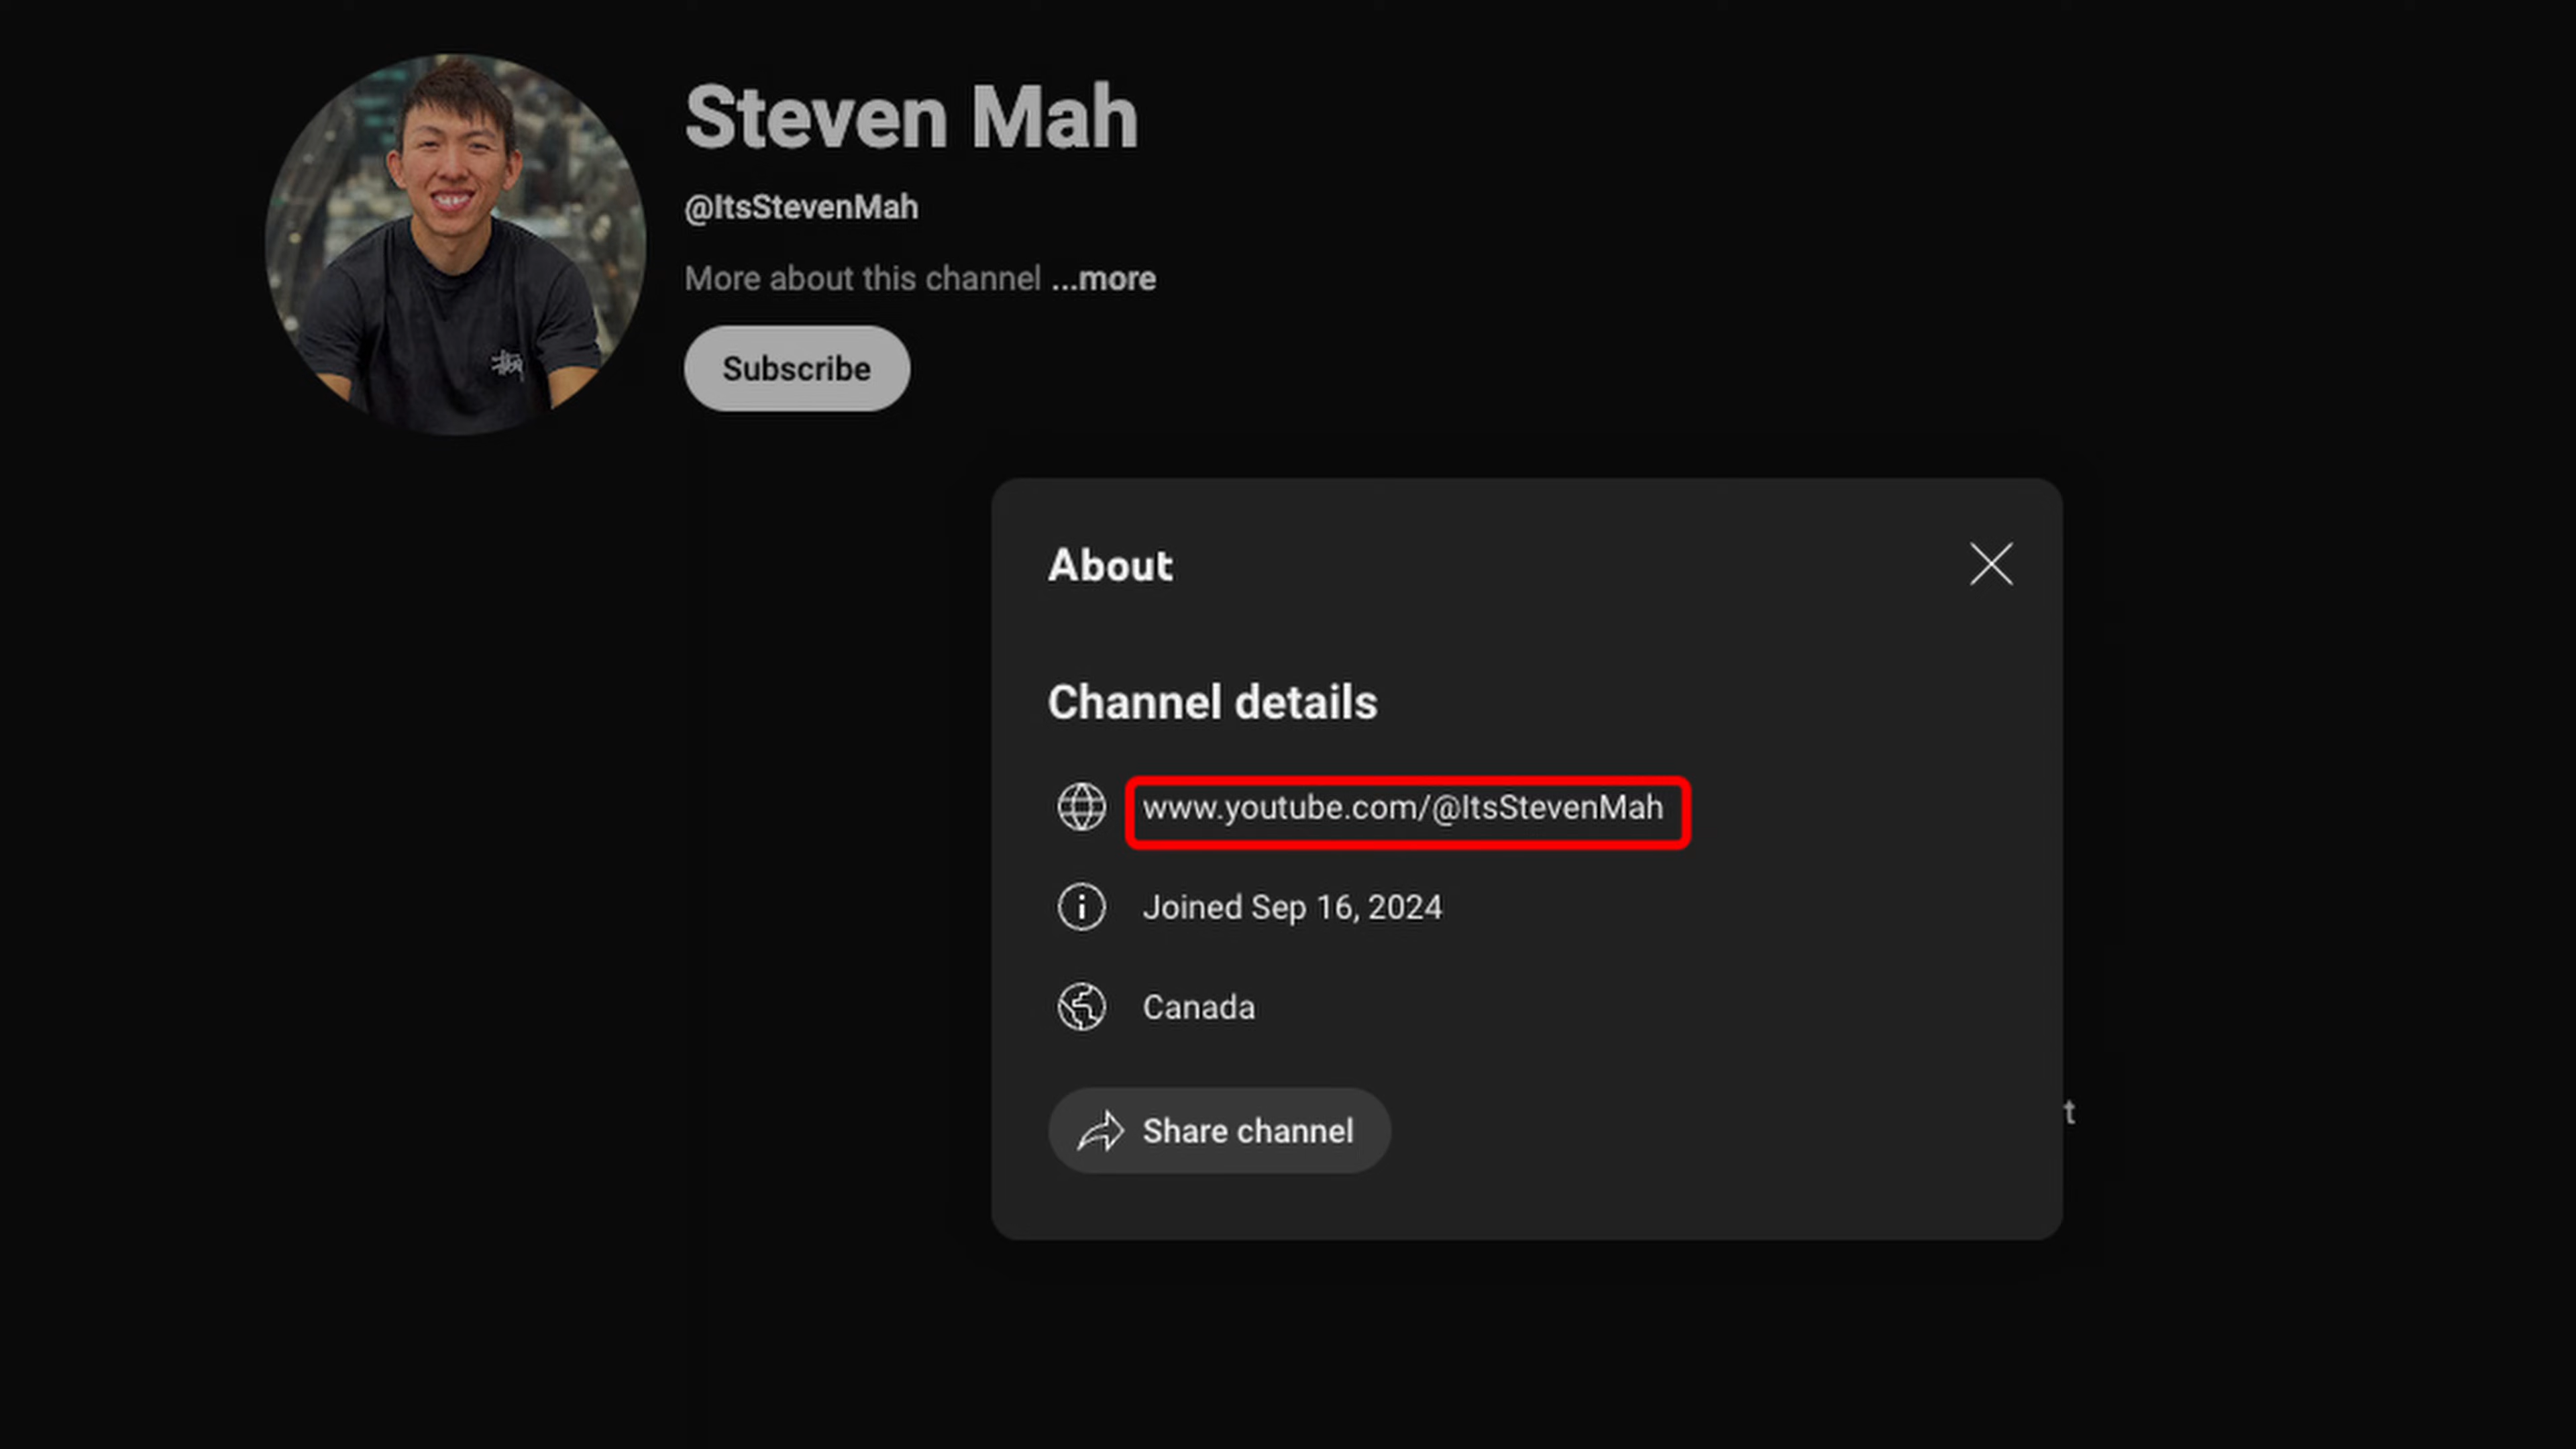 Steven Mah
@ItsStevenMah
More about this channel ...more
Subscribe
About
Channel details
www.youtube.com/@ItsStevenMah
Joined Sep 16, 2024
Canada
Share channel
t